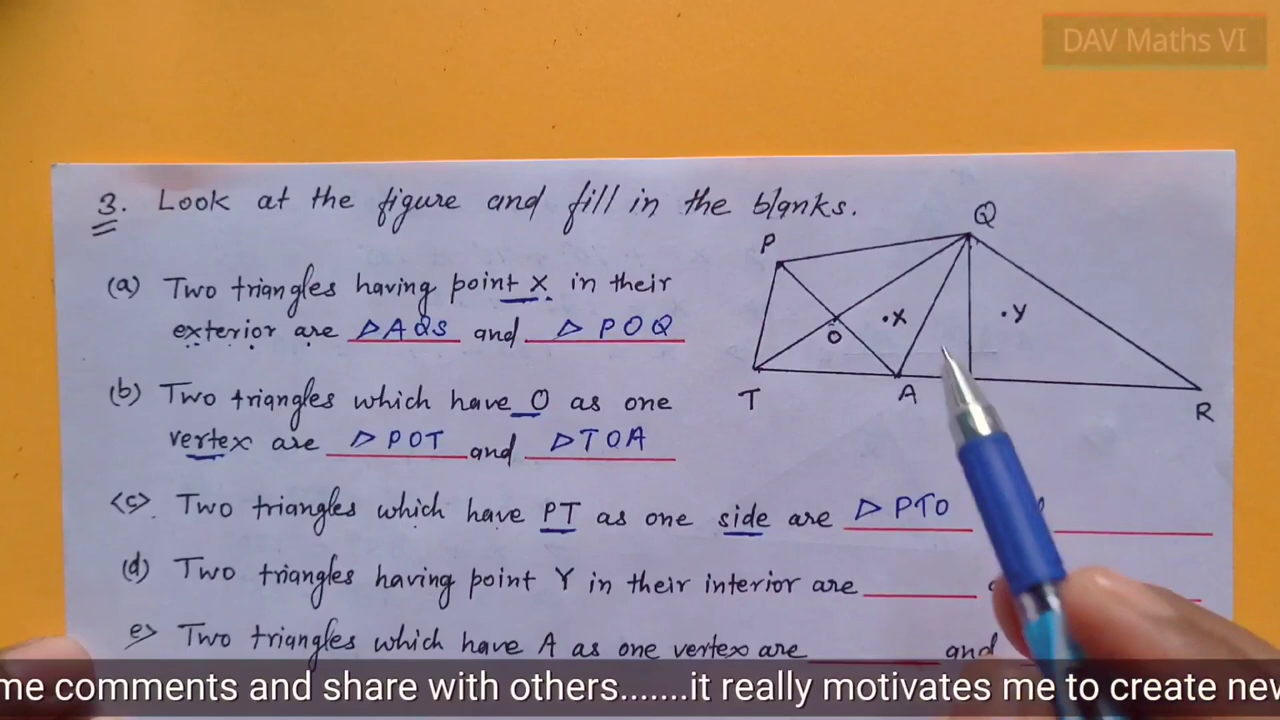 DAV Maths VI
3. Look at the figure and fill in the blanks.
(a) Two triangles having point X in their
exterior are △AQS and △POQ
(b) Two triangles which have O as one
vertex are △POT and △TOA
(c) Two triangles which have PT as one side are △PTO
(d) Two triangles having point Y in their interior are
e) Two triangles which have A as one vertex are and
P
Q
X
Y
O
T
A
R
me comments and share with others.......it really motivates me to create new